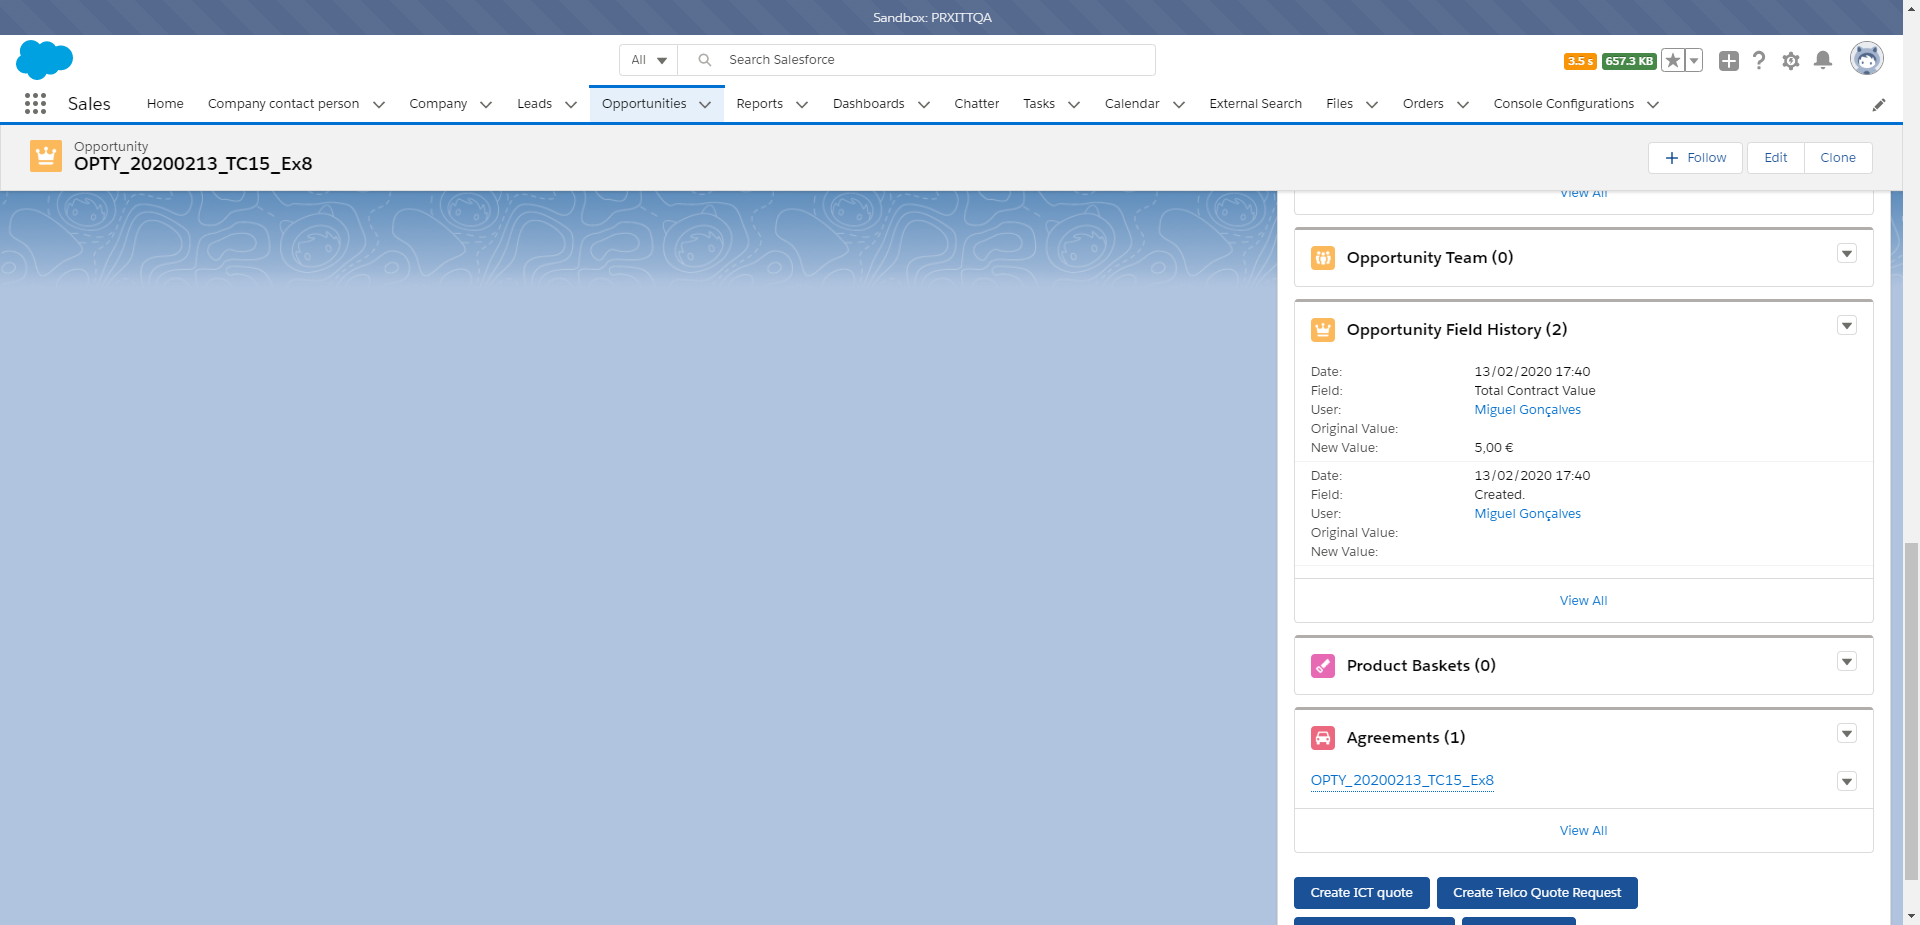 Sandbox: PRXITTQA
All
Search Salesforce
3.5 s 657.3 KB
Sales Home Company contact person Company Leads Opportunities Reports Dashboards Chatter Tasks Calendar External Search Files Orders Console Configurations
Opportunity
OPTY_20200213_TC15_Ex8
Follow Edit Clone
View All
Opportunity Team (0)
Opportunity Field History (2)
Date: 13/02/2020 17:40
Field: Total Contract Value
User: Miguel Gonçalves
Original Value:
New Value: 5,00 €
Date: 13/02/2020 17:40
Field: Created.
User: Miguel Gonçalves
Original Value:
New Value:
View All
Product Baskets (0)
Agreements (1)
OPTY_20200213_TC15_Ex8
View All
Create ICT quote Create Telco Quote Request